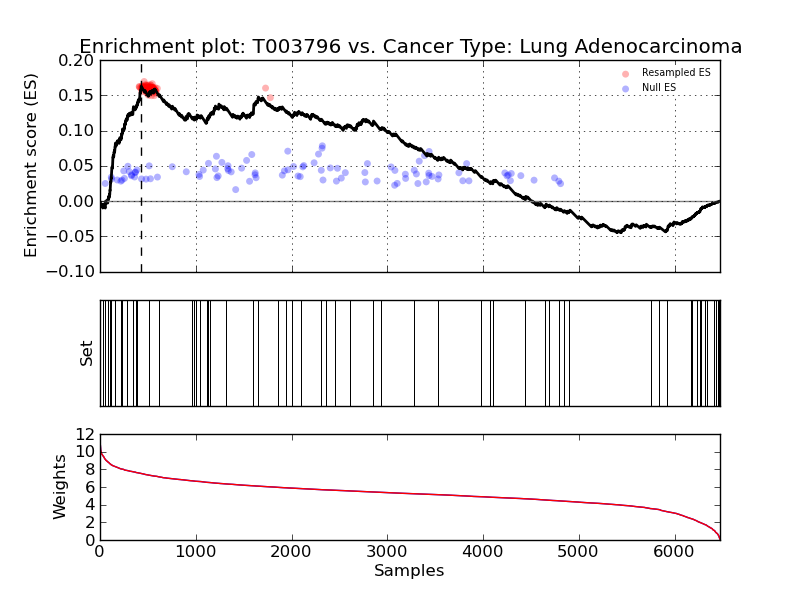 Enrichment plot: T003796 vs. Cancer Type: Lung Adenocarcinoma
Enrichment score (ES)
0.20
0.15
0.10
0.05
0.00
−0.05
−0.10
Resampled ES
Null ES
Set
Weights
12
10
8
6
4
2
0
0 1000 2000 3000 4000 5000 6000
Samples